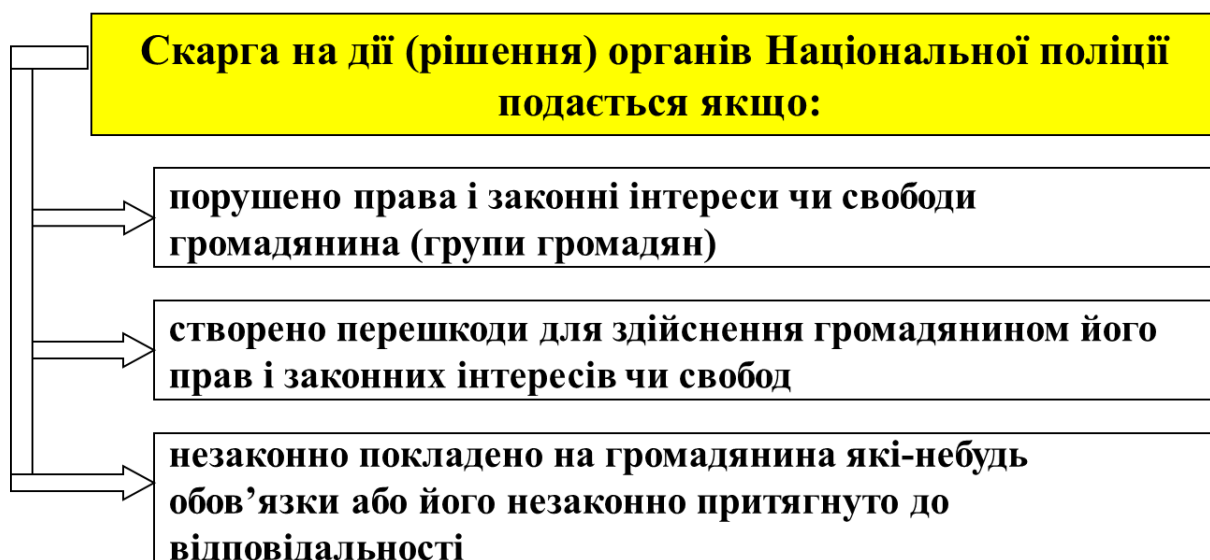 Скарга на дії (рішення) органів Національної поліції
подається якщо:
порушено права і законні інтереси чи свободи
громадянина (групи громадян)
створено перешкоди для здійснення громадянином його
прав і законних інтересів чи свобод
незаконно покладено на громадянина які-небудь
обов’язки або його незаконно притягнуто до
відповідальності